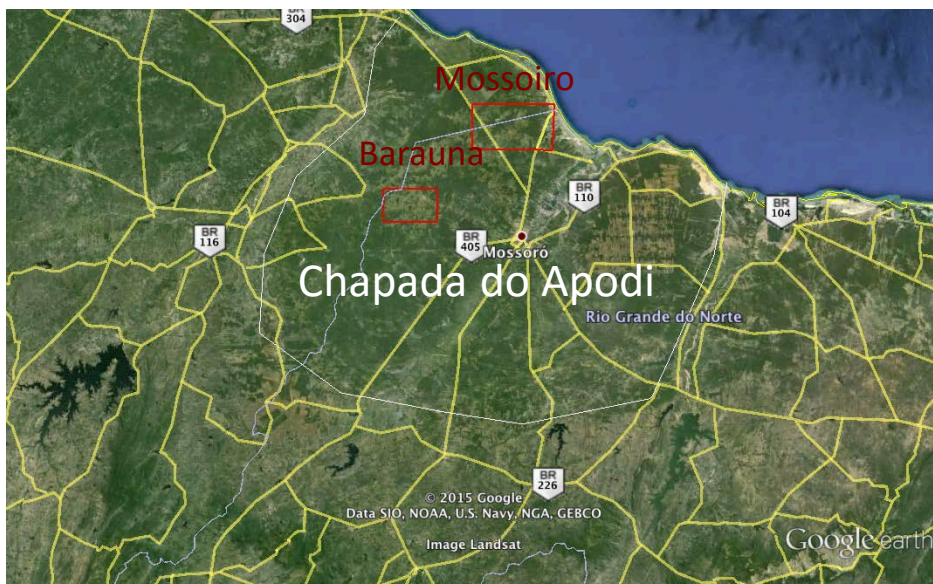 BR
304
Mossoiro
Barauna
BR
110
BR
104
BR
116
BR
405
Mossoró
Chapada do Apodi
Rio Grande do Norte
BR
226
© 2015 Google
Data SIO, NOAA, U.S. Navy, NGA, GEBCO
Image Landsat
Google earth